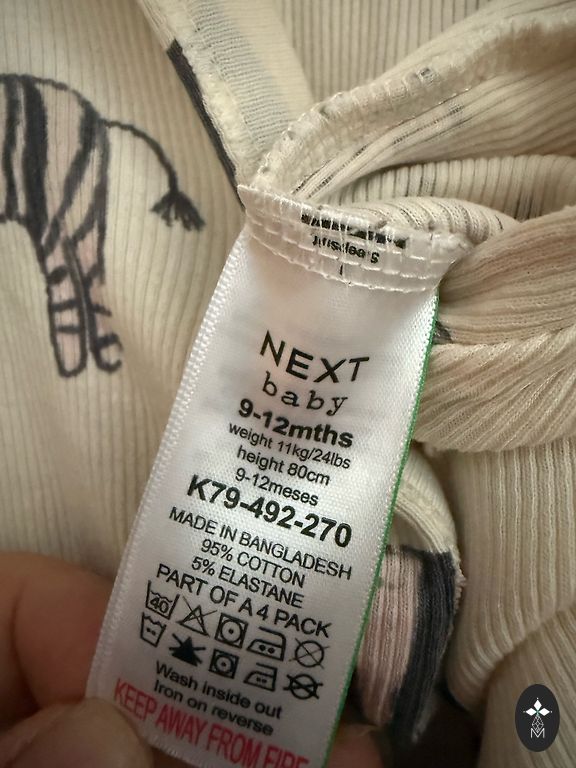 NEXT
baby
9-12mths
weight 11kg/24lbs
height 80cm
9-12meses
K79-492-270
MADE IN BANGLADESH
95% COTTON
5% ELASTANE
PART OF A 4 PACK
40
Wash inside out
Iron on reverse
KEEP AWAY FROM FIRE